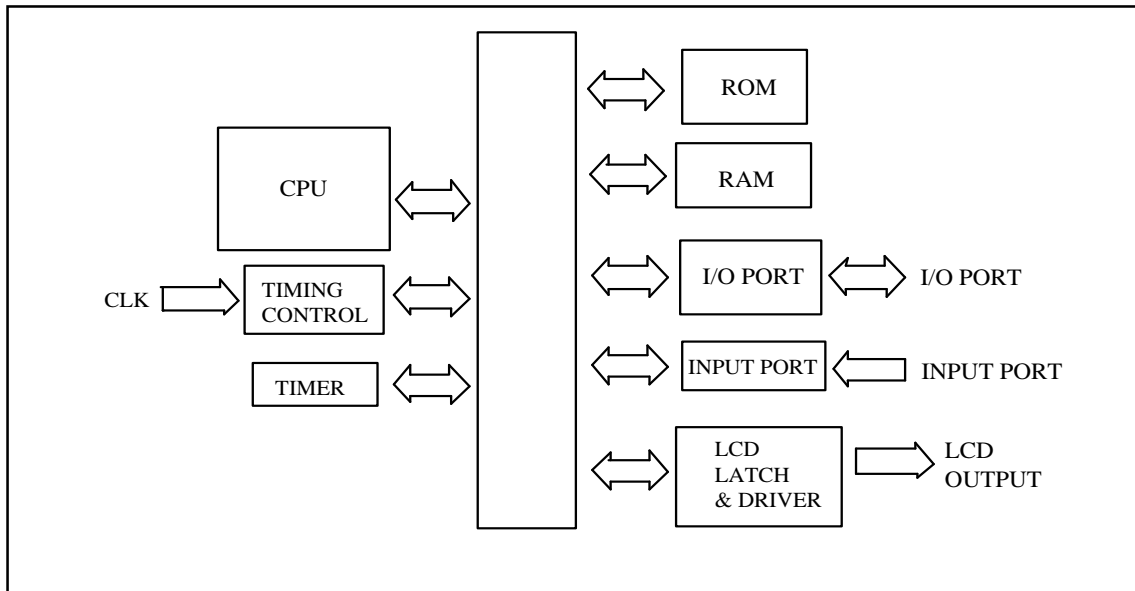 ROM
CPU
RAM
CLK
TIMING
CONTROL
I/O PORT
I/O PORT
TIMER
INPUT PORT
INPUT PORT
LCD
LATCH
& DRIVER
LCD
OUTPUT